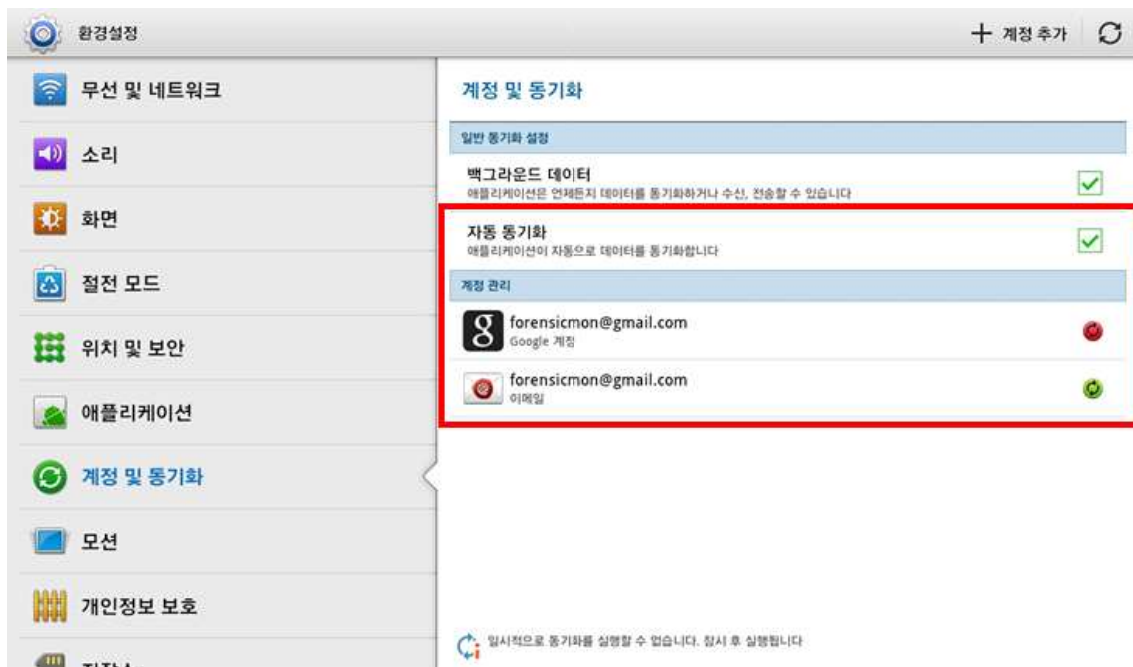 환경설정
계정 추가
무선 및 네트워크
소리
화면
절전 모드
위치 및 보안
애플리케이션
계정 및 동기화
모션
개인정보 보호
계정 및 동기화
일반 동기화 설정
백그라운드 데이터
애플리케이션은 언제든지 데이터를 동기화하거나 수신, 전송할 수 있습니다
자동 동기화
애플리케이션이 자동으로 데이터를 동기화합니다
계정 관리
forensicmon@gmail.com
Google 계정
forensicmon@gmail.com
이메일
일시적으로 동기화를 실행할 수 없습니다. 잠시 후 실행됩니다